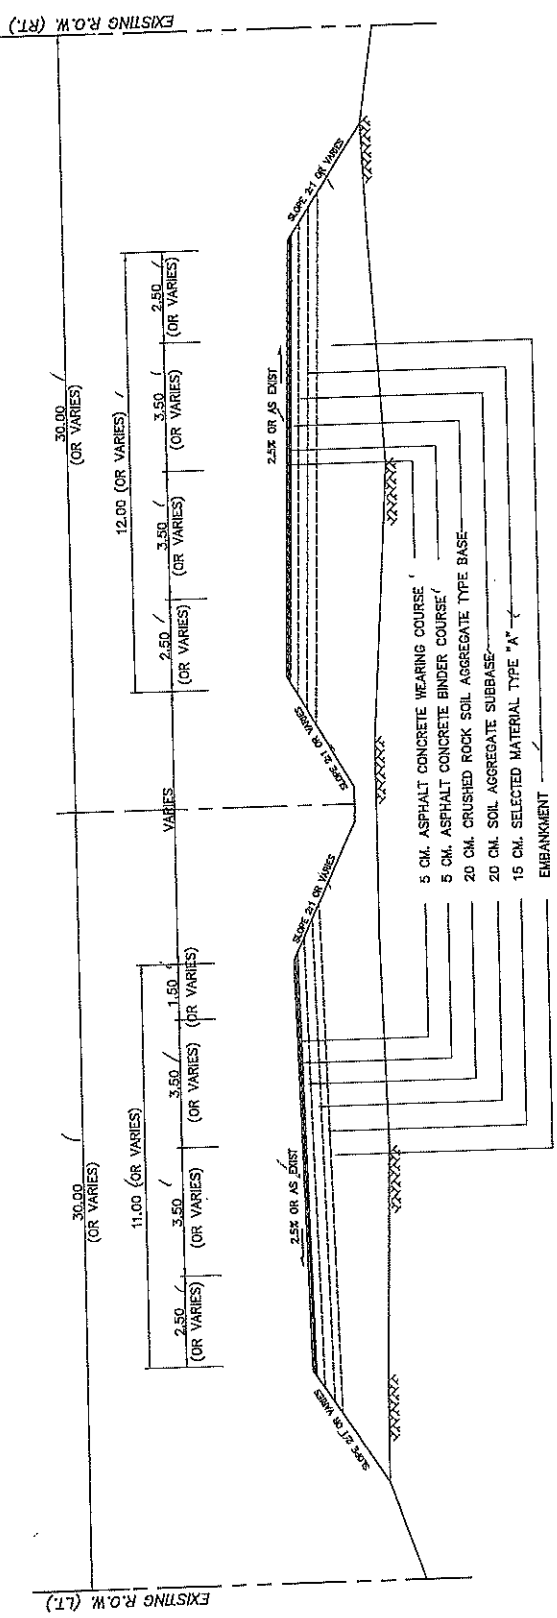 EXISTING R.O.W. (LT.)
EXISTING R.O.W. (RT.)
30.00
(OR VARIES)
30.00
(OR VARIES)
11.00 (OR VARIES)
12.00 (OR VARIES)
2.50
(OR VARIES)
3.50
(OR VARIES)
3.50
(OR VARIES)
1.50
(OR VARIES)
VARIES
2.50
(OR VARIES)
3.50
(OR VARIES)
3.50
(OR VARIES)
2.50
(OR VARIES)
SLOPE 2:1 OR VARIES
2.5% OR AS EXIST
SLOPE 2:1 OR VARIES
SLOPE 2:1 OR VARIES
2.5% OR AS EXIST
SLOPE 2:1 OR VARIES
5 CM. ASPHALT CONCRETE WEARING COURSE
5 CM. ASPHALT CONCRETE BINDER COURSE
20 CM. CRUSHED ROCK SOIL AGGREGATE TYPE BASE
20 CM. SOIL AGGREGATE SUBBASE
15 CM. SELECTED MATERIAL TYPE "A"
EMBANKMENT